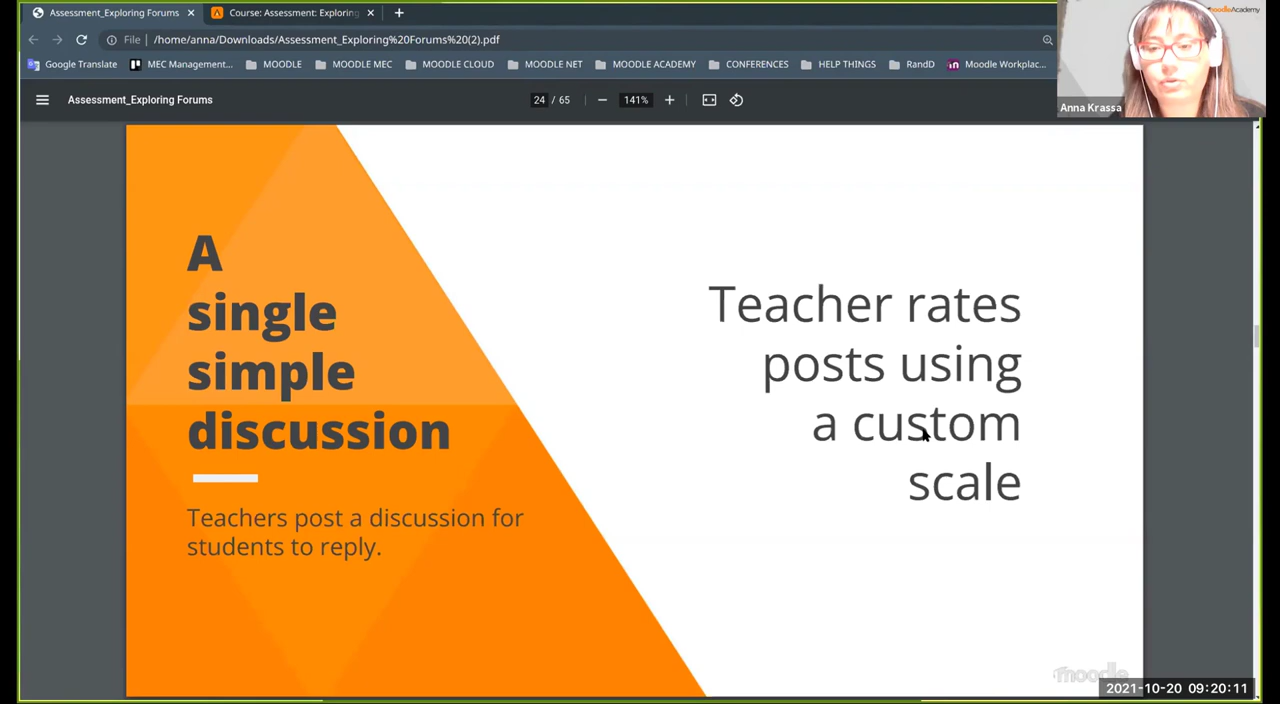 Assessment_Exploring Forums
Course: Assessment: Exploring
File
/home/anna/Downloads/Assessment_Exploring%20Forums%20(2).pdf
Google Translate
MEC Management...
MOODLE
MOODLE MEC
MOODLE CLOUD
MOODLE NET
MOODLE ACADEMY
CONFERENCES
HELP THINGS
RandD
Moodle Workplac...
Assessment_Exploring Forums
24 / 65
141%
moodleAcademy
Anna Krassa
A
single
simple
discussion
Teachers post a discussion for
students to reply.
Teacher rates
posts using
a custom
scale
moodle
2021-10-20 09:20:11